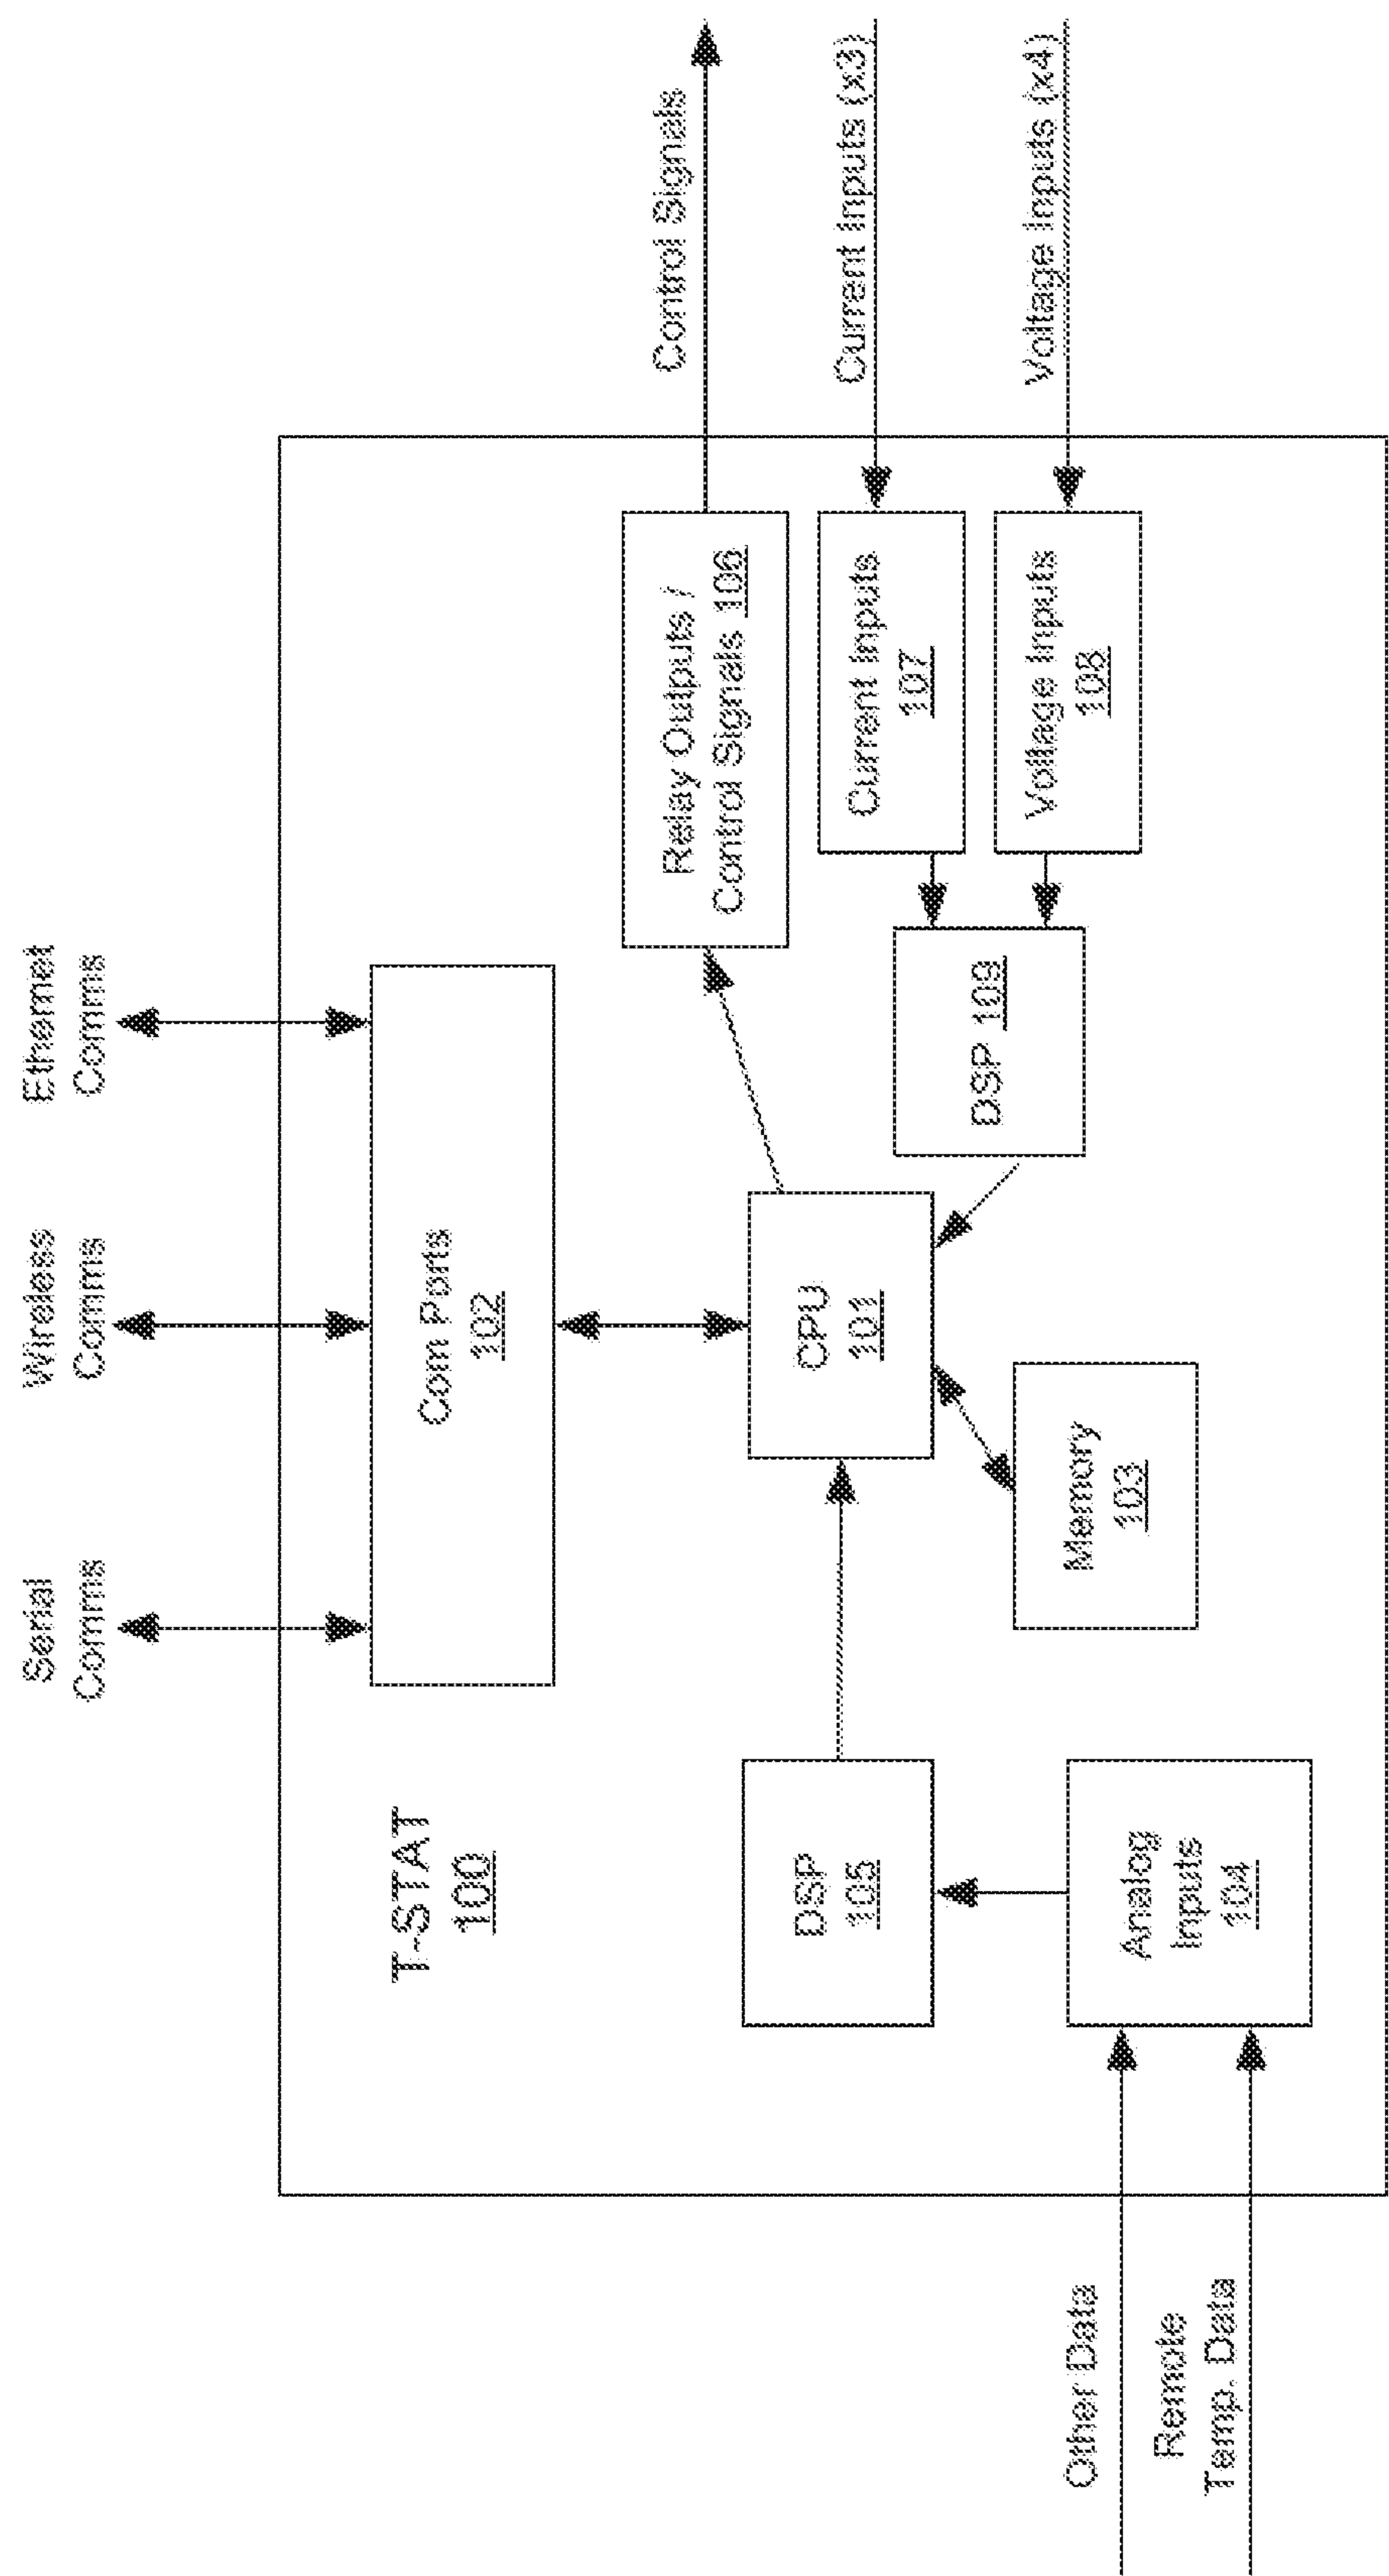 Serial
Comms
Wireless
Comms
Ethernet
Comms
T-STAT
100
Com Ports
102
Relay Outputs /
Control Signals 106
Control Signals
DSP
105
CPU
101
Current Inputs
107
Current Inputs (x3)
DSP 109
Voltage Inputs
108
Voltage Inputs (x4)
Memory
103
Analog
Inputs
104
Other Data
Remote
Temp. Data